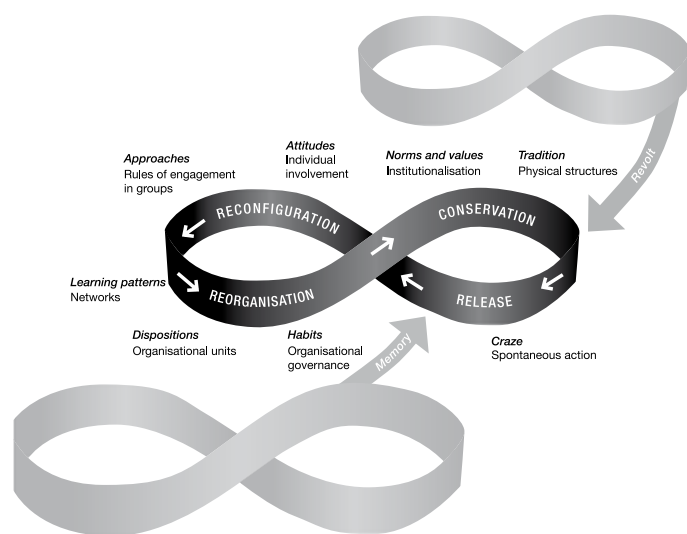 Attitudes
Individual
involvement
Norms and values
Institutionalisation
Tradition
Physical structures
Revolt
Approaches
Rules of engagement
in groups
RECONFIGURATION
CONSERVATION
Learning patterns
Networks
REORGANISATION
RELEASE
Dispositions
Organisational units
Habits
Organisational
governance
Memory
Craze
Spontaneous action